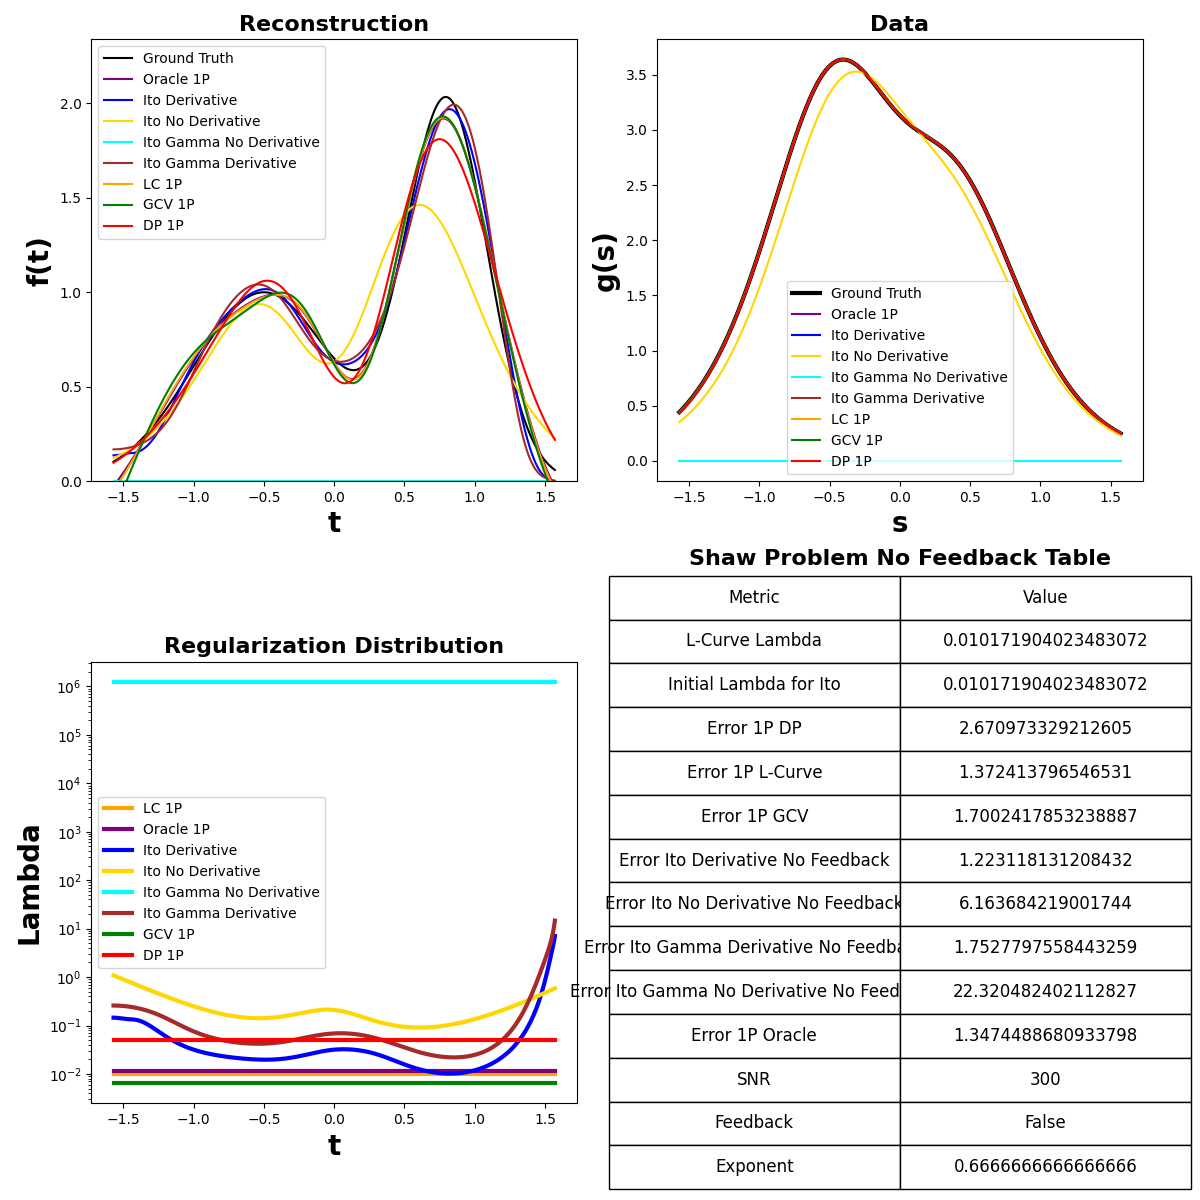 Reconstruction
2.0
1.5
1.0
0.5
0.0
f(t)
Ground Truth
Oracle 1P
Ito Derivative
Ito No Derivative
Ito Gamma No Derivative
Ito Gamma Derivative
LC 1P
GCV 1P
DP 1P
−1.5 −1.0 −0.5 0.0 0.5 1.0 1.5
t
Data
3.5
3.0
2.5
2.0
1.5
1.0
0.5
0.0
g(s)
Ground Truth
Oracle 1P
Ito Derivative
Ito No Derivative
Ito Gamma No Derivative
Ito Gamma Derivative
LC 1P
GCV 1P
DP 1P
−1.5 −1.0 −0.5 0.0 0.5 1.0 1.5
s
Regularization Distribution
10⁶
10⁵
10⁴
10³
10²
10¹
10⁰
10⁻¹
10⁻²
Lambda
LC 1P
Oracle 1P
Ito Derivative
Ito No Derivative
Ito Gamma No Derivative
Ito Gamma Derivative
GCV 1P
DP 1P
−1.5 −1.0 −0.5 0.0 0.5 1.0 1.5
t
Shaw Problem No Feedback Table
Metric Value
L-Curve Lambda 0.010171904023483072
Initial Lambda for Ito 0.010171904023483072
Error 1P DP 2.670973329212605
Error 1P L-Curve 1.372413796546531
Error 1P GCV 1.7002417853238887
Error Ito Derivative No Feedback 1.223118131208432
Error Ito No Derivative No Feedback 6.163684219001744
Error Ito Gamma Derivative No Feedba 1.7527797558443259
Error Ito Gamma No Derivative No Feed 22.320482402112827
Error 1P Oracle 1.3474488680933798
SNR 300
Feedback False
Exponent 0.6666666666666666